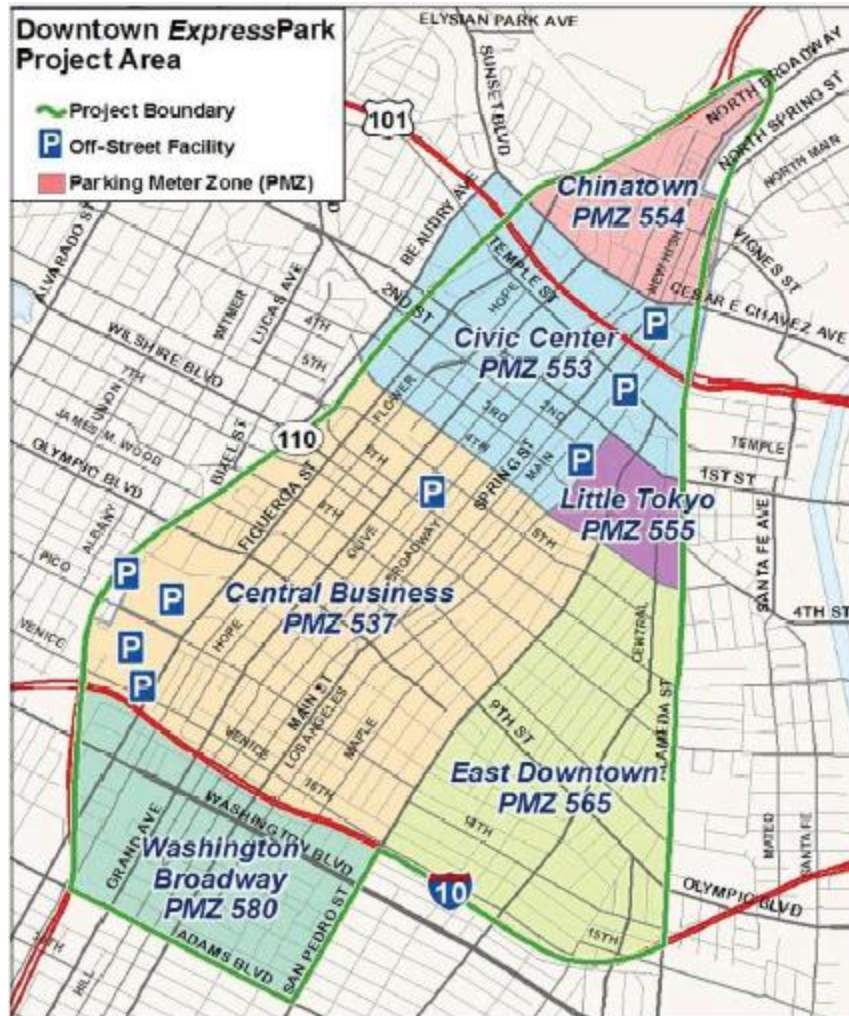 Downtown ExpressPark
Project Area
Project Boundary
P Off-Street Facility
Parking Meter Zone (PMZ)
ELYSIAN PARK AVE
SUNSET BLVD
101
NORTH BROADWAY
NORTH SPRING ST
NORTH MAIN
Chinatown
PMZ 554
BEAUDRY AVE
ALVARADO ST
TEMPLE ST
NEW HIGH
VIGNES ST
CESAR E CHAVEZ AVE
2ND ST
HOPE
WITMER
LUCAS AVE
4TH
5TH
WILSHIRE BLVD
P
Civic Center
PMZ 553
7TH
UNION
FLOWER
3RD
2ND
P
JAMES M. WOOD
BIXEL ST
110
4TH
SPRING ST
MAIN
TEMPLE
OLYMPIC BLVD
6TH
P
1ST ST
FIGUEROA ST
P
Little Tokyo
PMZ 555
8TH
OLIVE
BROADWAY
5TH
SANTA FE AVE
ALBANY
PICO
P
P
Central Business
PMZ 537
4TH ST
VENICE
HOPE
CENTRAL
P
P
MAIN ST
LOS ANGELES
MAPLE
9TH ST
ALAMEDA ST
VENICE
16TH
East Downtown
PMZ 565
WASHINGTON BLVD
14TH
MATEO
SANTA FE
GRAND AVE
Washington
Broadway
PMZ 580
10
OLYMPIC BLVD
SAN PEDRO ST
15TH
ADAMS BLVD
HILL